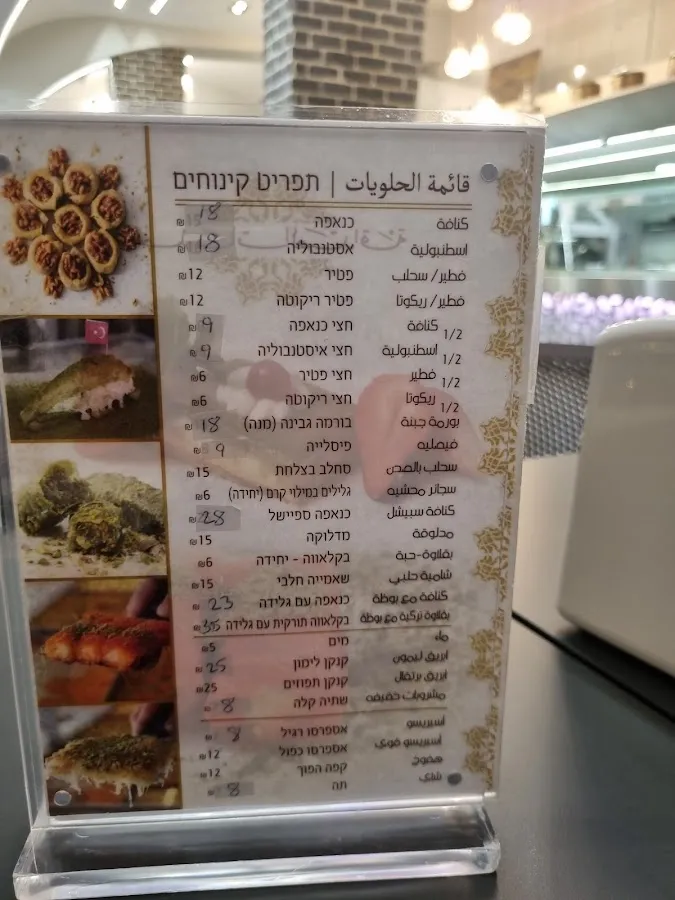 قائمة الحلويات | תפריט קינוחים
كنافة כנאפה 18 ₪
اسطنبولية אסטנבוליה 18 ₪
فطير / سحلب פטיר 12 ₪
فطير / ريكوتا פטיר ריקוטה 12 ₪
1/2 كنافة חצי כנאפה 9 ₪
1/2 اسطنبولية חצי איסטנבוליה 9 ₪
1/2 فطير חצי פטיר 6 ₪
1/2 ريكوتا חצי ריקוטה 6 ₪
بورمة جبنة בורמה גבינה (מנה) 18 ₪
فيصليه פיסלייה 9 ₪
سحلب بالصحن סחלב בצלחת 15 ₪
سجائر محشيه גלילים במילוי קרם (יחידה) 6 ₪
كنافة سبيشل כנאפה ספיישל 28 ₪
مدلوقة מדלוקה 15 ₪
بقلاوة-حبة בקלאווה - יחידה 6 ₪
شامية حلبي שאמייה חלבי 15 ₪
كنافة مع بوظة כנאפה עם גלידה 23 ₪
بقلاوة تركية مع بوظة בקלאווה תורקית עם גלידה 35 ₪
ماء מים 5 ₪
ابريق ليمون קנקן לימון 25 ₪
ابريق برتقال קנקן תפוזים 25 ₪
مشروبات خفيفه שתיה קלה 8 ₪
اسبريسو אספרסו רגיל 8 ₪
اسبريسو قوي אספרסו כפול 12 ₪
هفوخ קפה הפוך 12 ₪
شاي תה 8 ₪